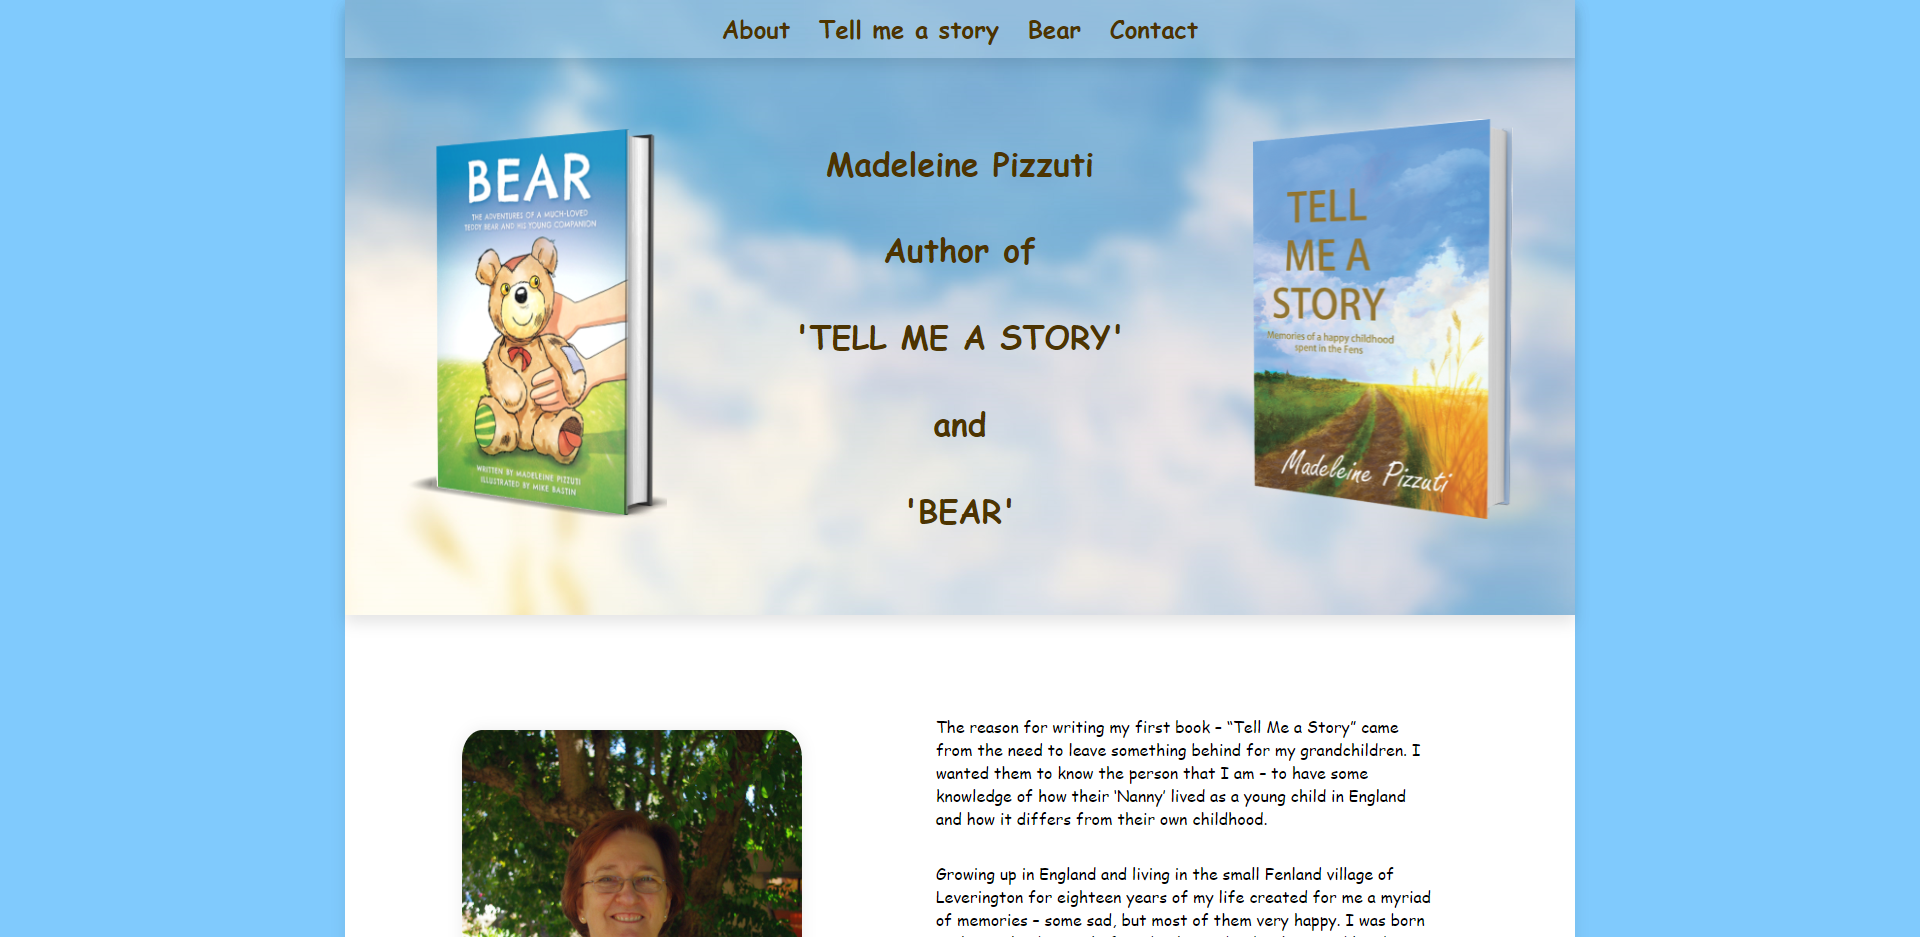 About Tell me a story Bear Contact
BEAR
THE ADVENTURES OF A MUCH-LOVED
TEDDY BEAR AND HIS YOUNG COMPANION
WRITTEN BY MADELEINE PIZZUTI
ILLUSTRATED BY MIKE BASTIN
Madeleine Pizzuti
Author of
'TELL ME A STORY'
and
'BEAR'
TELL
ME A
STORY
Memories of a happy childhood
spent in the Fens
Madeleine Pizzuti
The reason for writing my first book – “Tell Me a Story” came
from the need to leave something behind for my grandchildren. I
wanted them to know the person that I am – to have some
knowledge of how their ‘Nanny’ lived as a young child in England
and how it differs from their own childhood.
Growing up in England and living in the small Fenland village of
Leverington for eighteen years of my life created for me a myriad
of memories – some sad, but most of them very happy. I was born